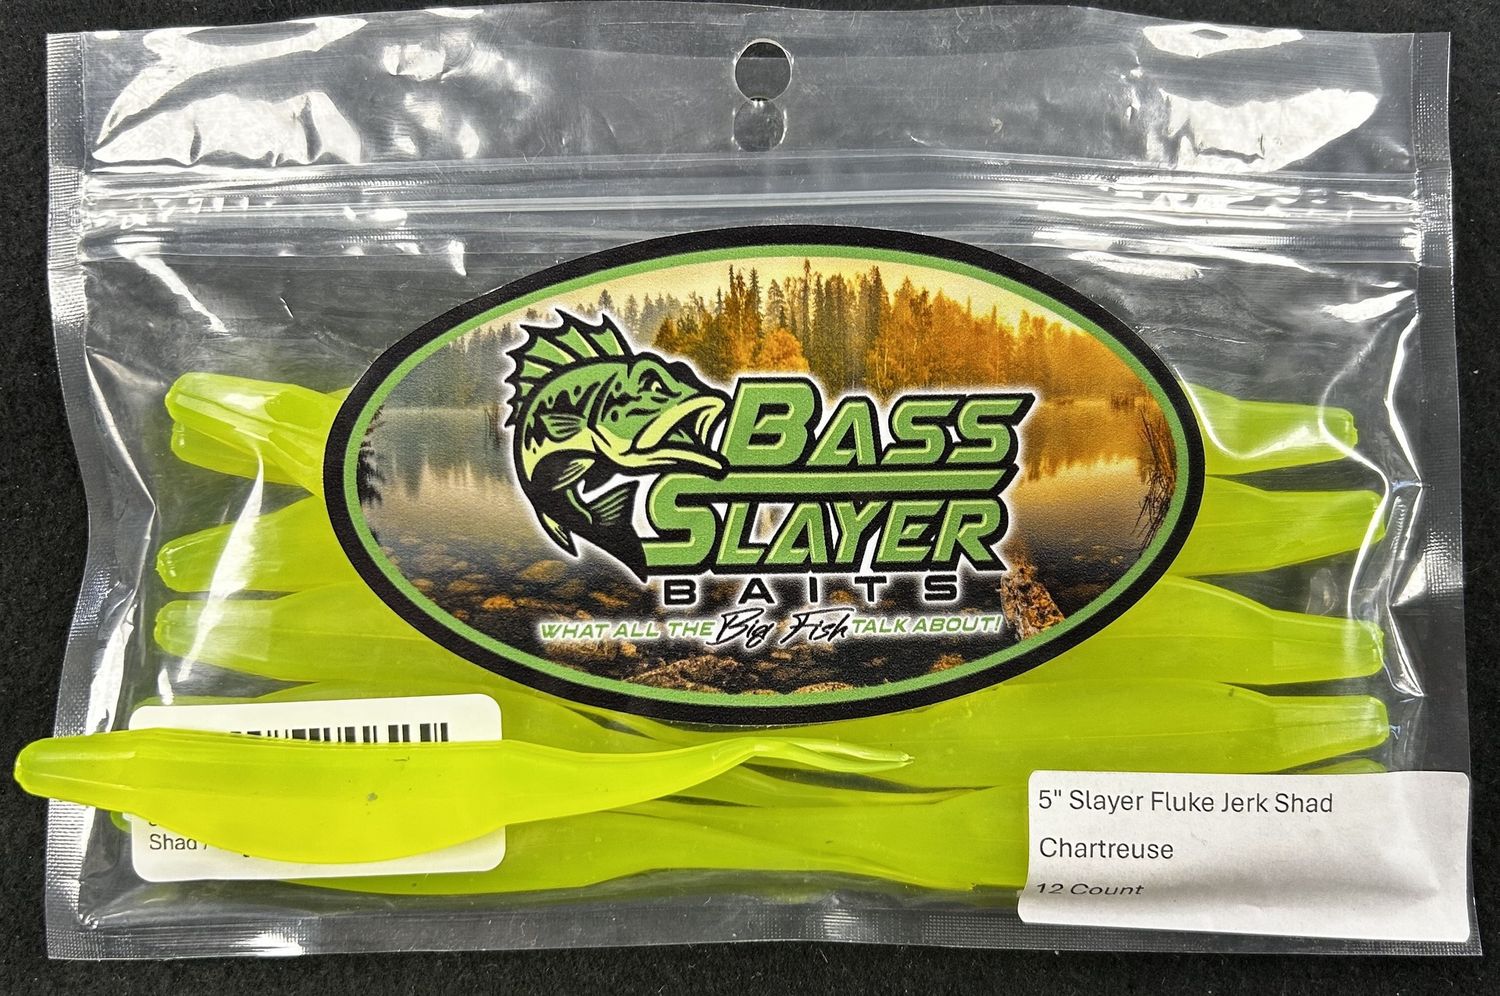 BASS
SLAYER
BAITS
WHAT ALL THE Big Fish TALK ABOUT!
5" Slayer Fluke Jerk Shad
Chartreuse
12 Count
Shad